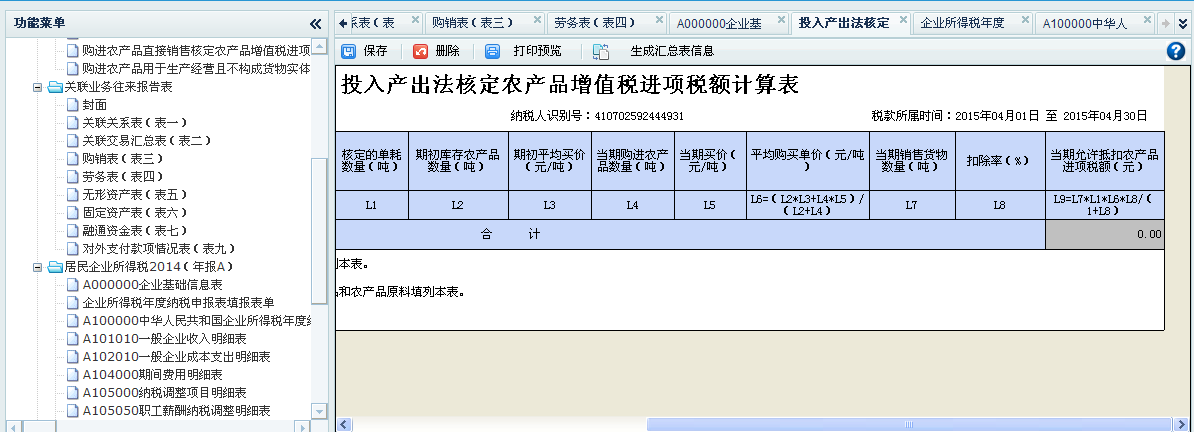 功能菜单
购进农产品直接销售核定农产品增值税进项
购进农产品用于生产经营且不构成货物实体
关联业务往来报告表
封面
关联关系表（表一）
关联交易汇总表（表二）
购销表（表三）
劳务表（表四）
无形资产表（表五）
固定资产表（表六）
融通资金表（表七）
对外支付款项情况表（表九）
居民企业所得税2014（年报A）
A000000企业基础信息表
企业所得税年度纳税申报表填报表单
A100000中华人民共和国企业所得税年度纳
A101010一般企业收入明细表
A102010一般企业成本支出明细表
A104000期间费用明细表
A105000纳税调整项目明细表
A105050职工薪酬纳税调整明细表
系表（表 购销表（表三） 劳务表（表四） A000000企业基 投入产出法核定 企业所得税年度 A100000中华人
保存 删除 打印预览 生成汇总表信息
投入产出法核定农产品增值税进项税额计算表
纳税人识别号：410702592444931 税款所属时间：2015年04月01日 至 2015年04月30日
核定的单耗数量（吨） 期初库存农产品数量（吨） 期初平均买价（元/吨） 当期购进农产品数量（吨） 当期买价（元/吨） 平均购买单价（元/吨） 当期销售货物数量（吨） 扣除率（%） 当期允许抵扣农产品进项税额（元）
L1 L2 L3 L4 L5 L6=（L2*L3+L4*L5）/（L2+L4） L7 L8 L9=L7*L1*L6*L8/（1+L8）
合 计 0.00
列本表。
和农产品原料填列本表。